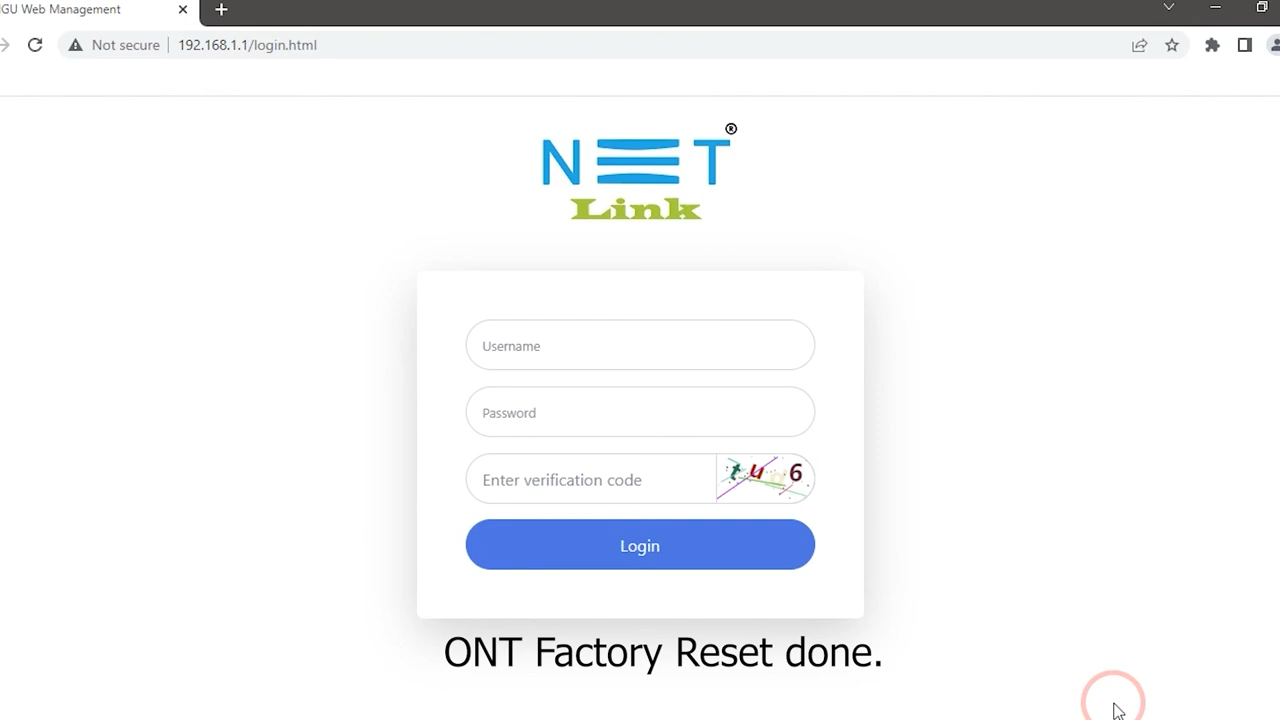 GU Web Management
Not secure 192.168.1.1/login.html
NET®
Link
Username
Password
Enter verification code
Login
ONT Factory Reset done.